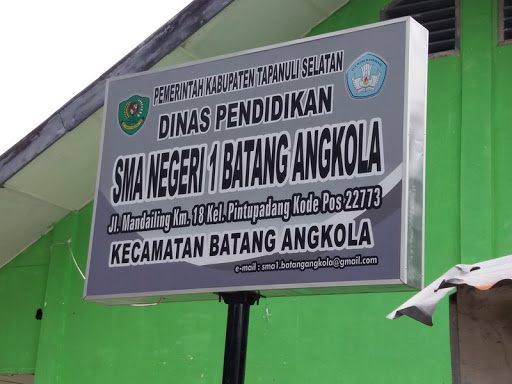 PEMERINTAH KABUPATEN TAPANULI SELATAN
DINAS PENDIDIKAN
SMA NEGERI 1 BATANG ANGKOLA
Jl. Mandailing Km. 18 Kel. Pintupadang Kode Pos 22773
KECAMATAN BATANG ANGKOLA
e-mail : sma1.batangangkola@gmail.com